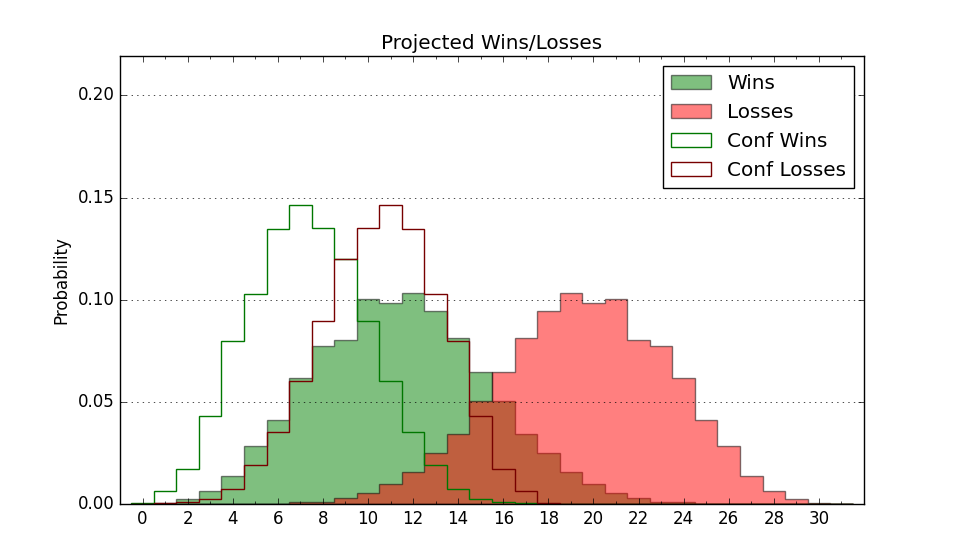 Projected Wins/Losses
Wins
Losses
Conf Wins
Conf Losses
0.20
0.15
0.10
0.05
0.00
Probability
0 2 4 6 8 10 12 14 16 18 20 22 24 26 28 30